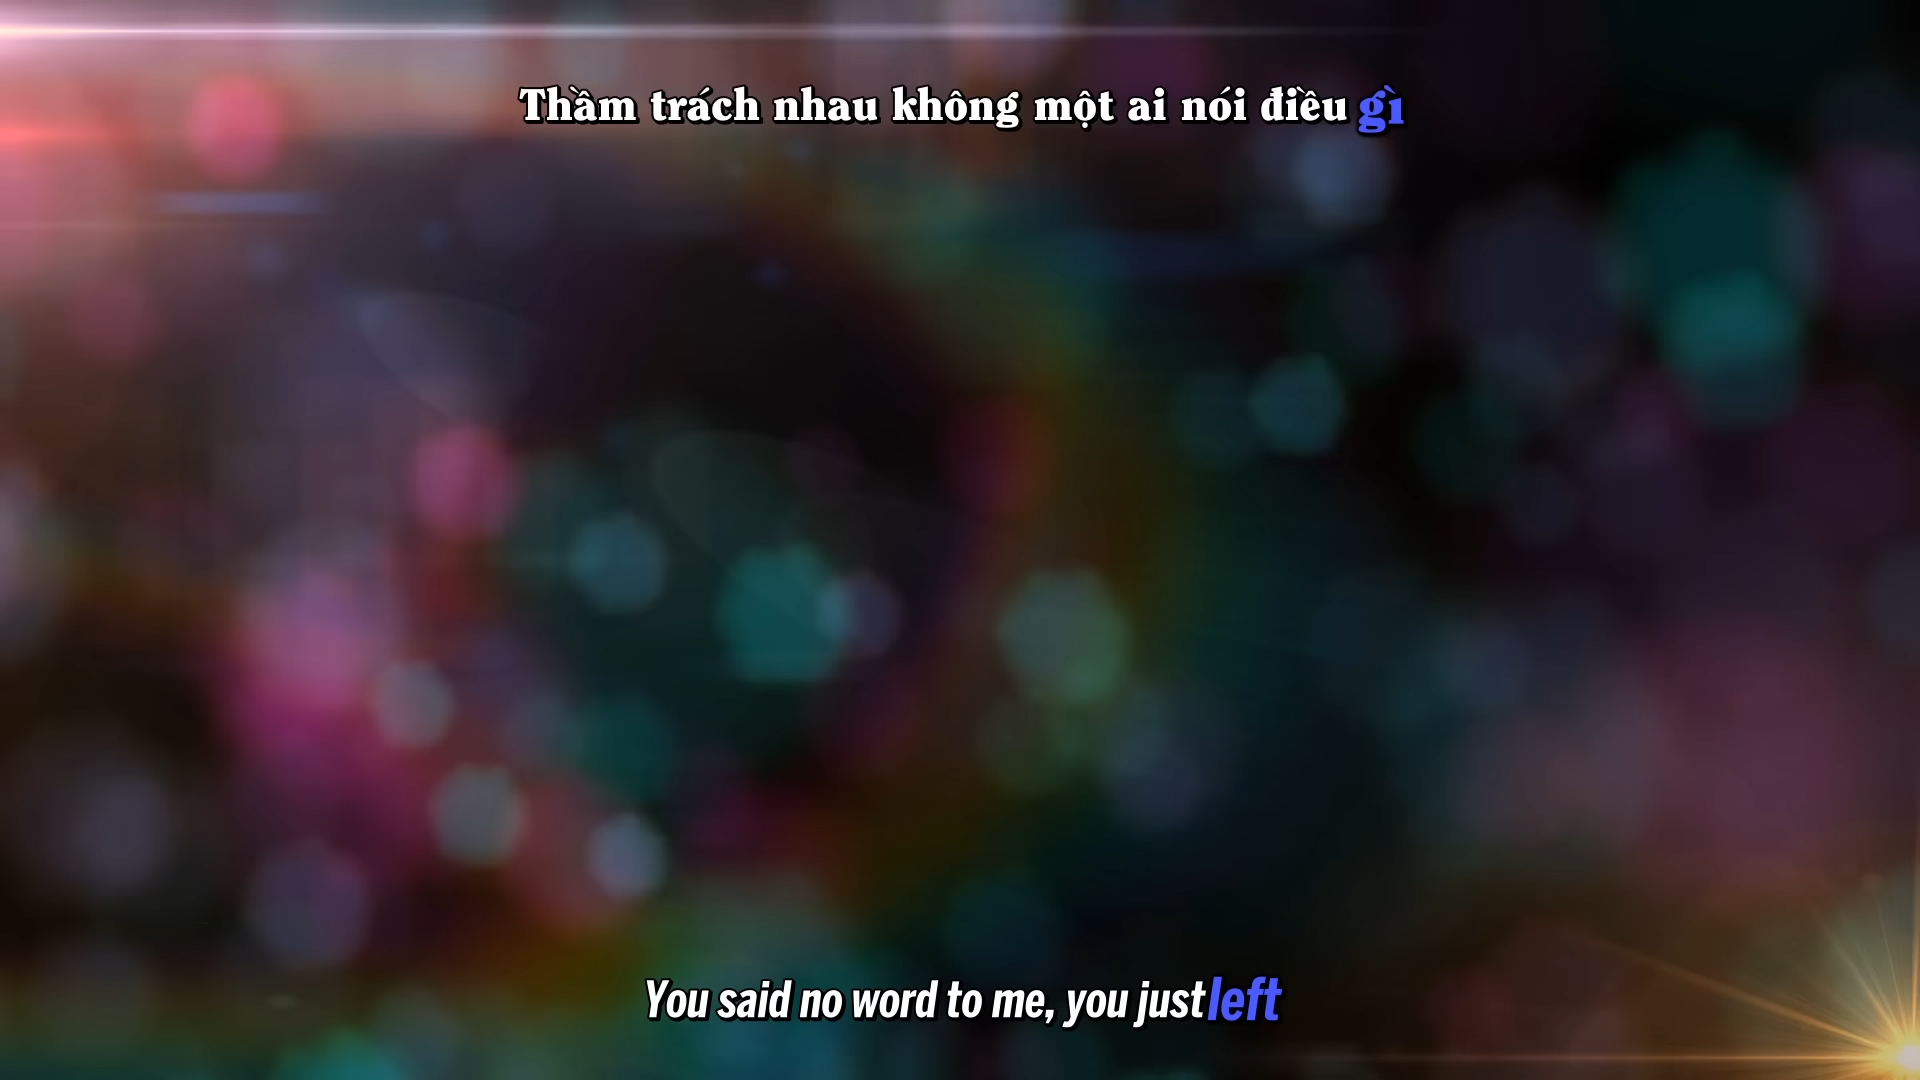 Thầm trách nhau không một ai nói điều gì
You said no word to me, you just left